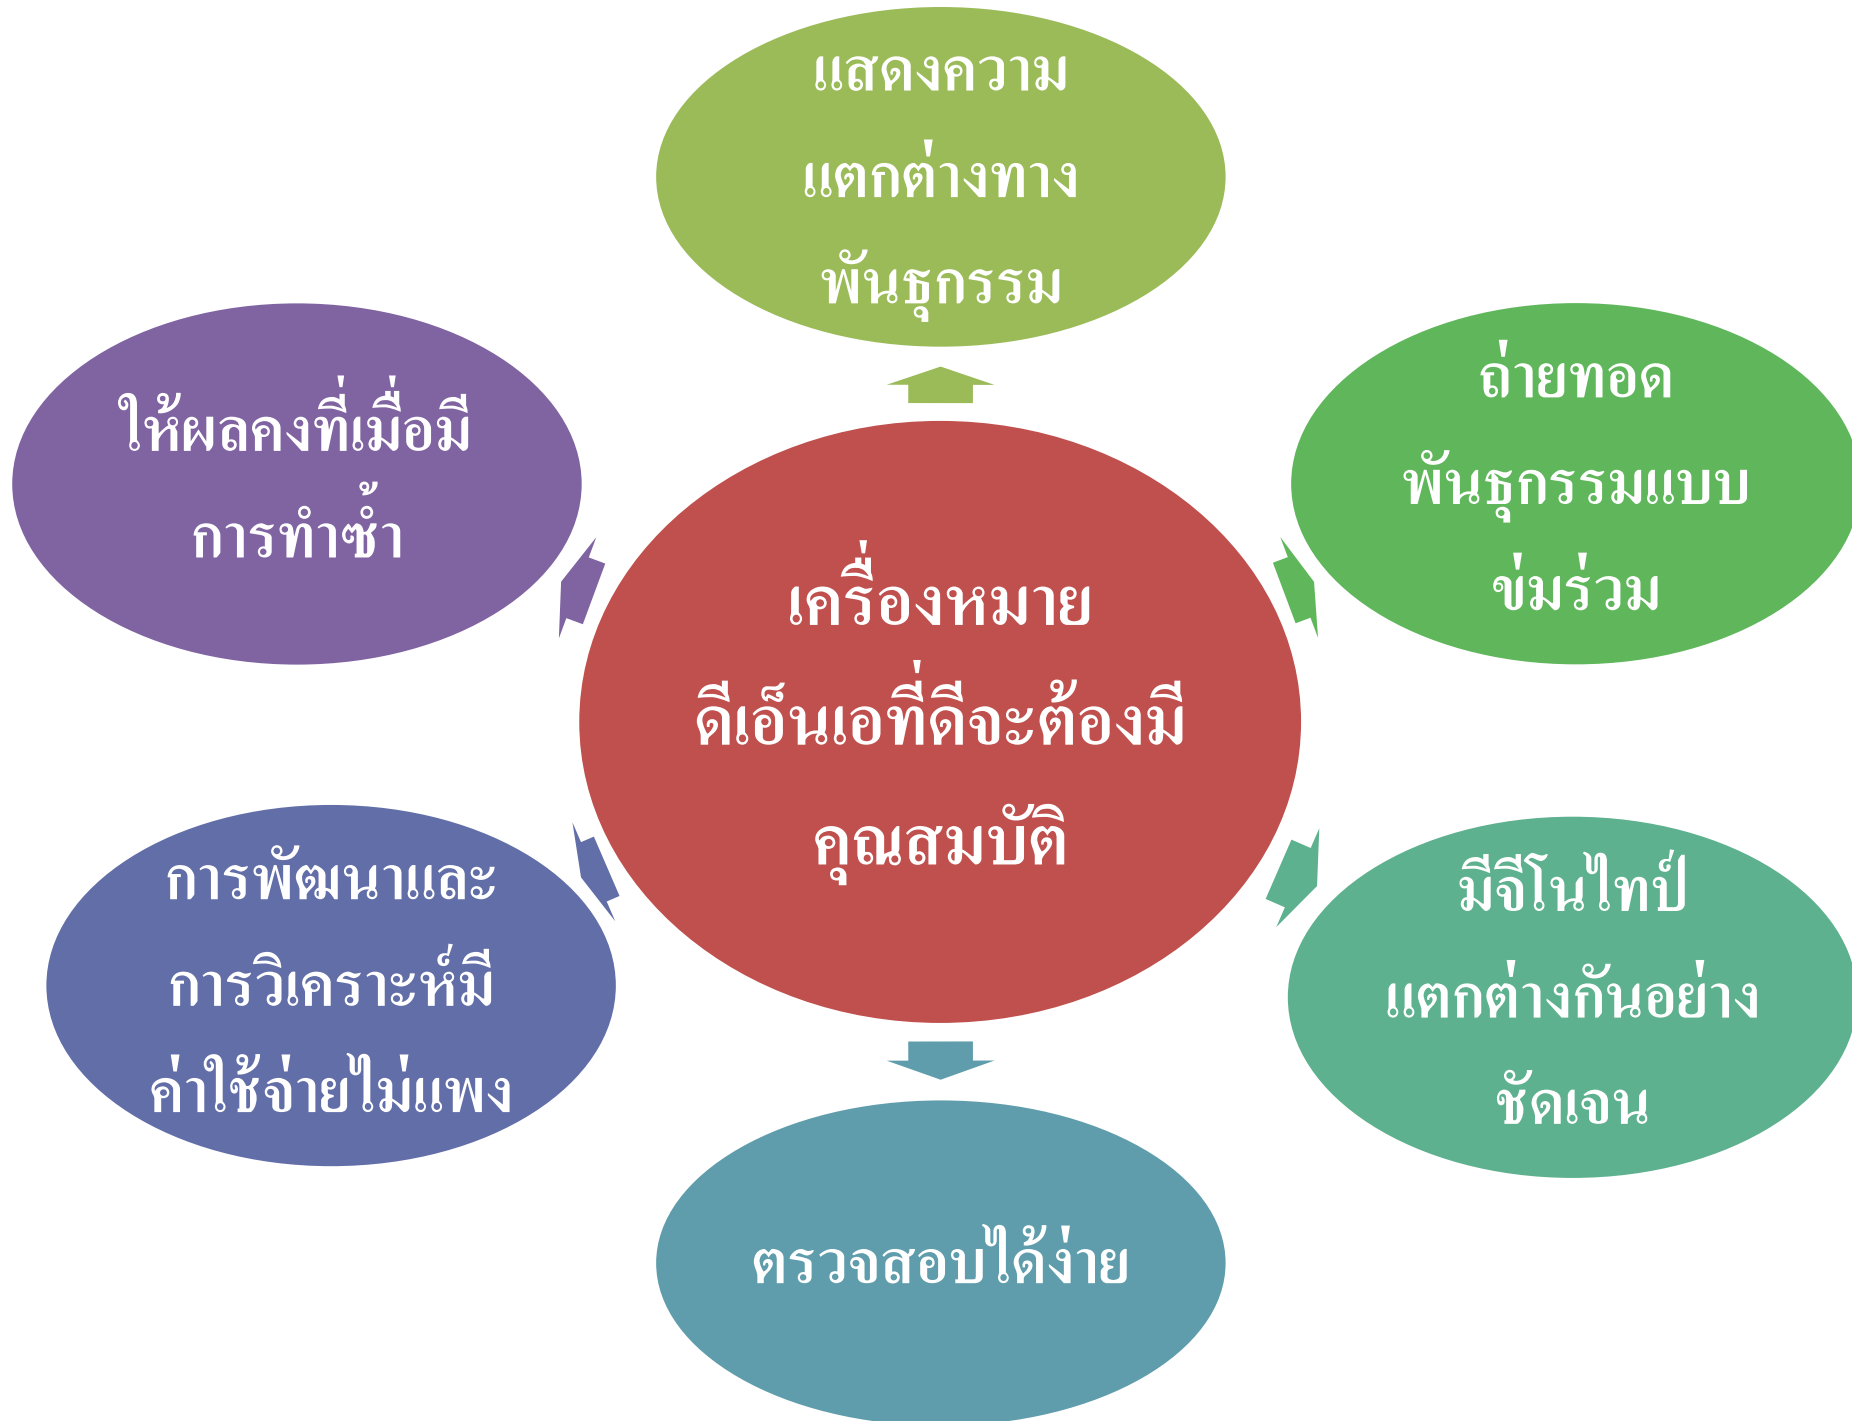 แสดงความ
แตกต่างทาง
พันธุกรรม
ถ่ายทอด
พันธุกรรมแบบ
ข่มร่วม
ให้ผลคงที่เมื่อมี
การทำซ้ำ
เครื่องหมาย
ดีเอ็นเอที่ดีจะต้องมี
คุณสมบัติ
มีจีโนไทป์
แตกต่างกันอย่าง
ชัดเจน
การพัฒนาและ
การวิเคราะห์มี
ค่าใช้จ่ายไม่แพง
ตรวจสอบได้ง่าย